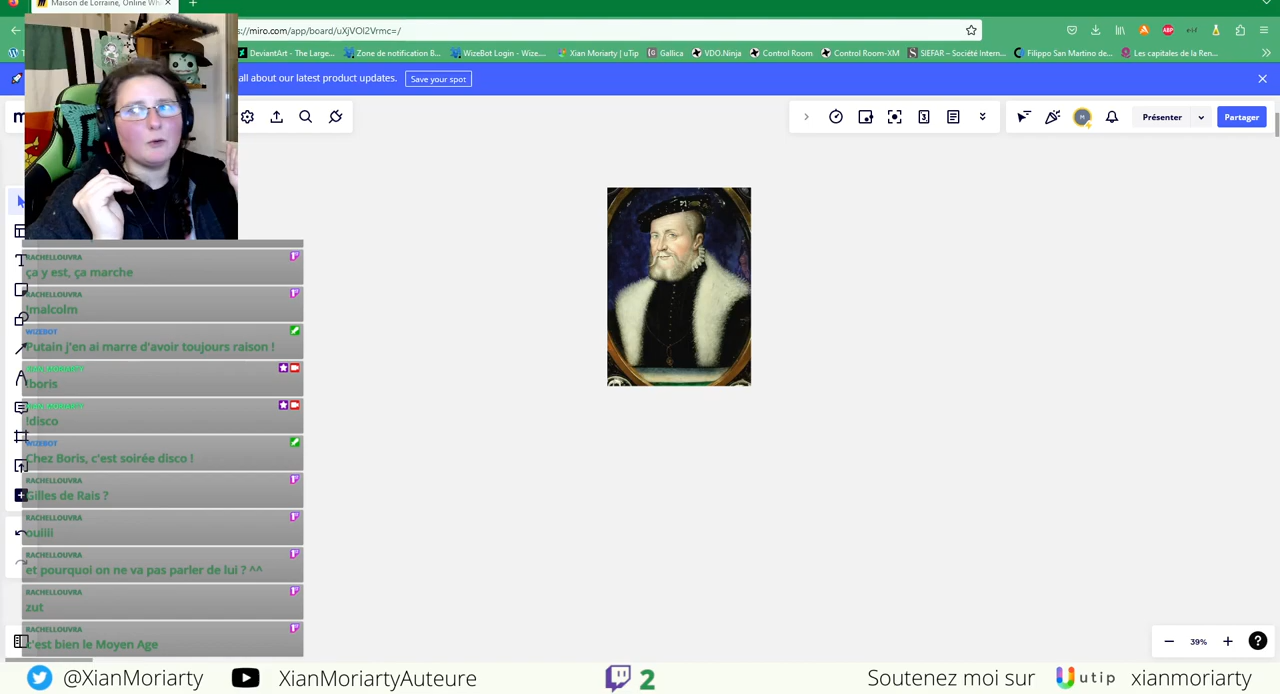 Maison de Lorraine, Online Wh
s://miro.com/app/board/uXjVOl2Vrmc=/
DeviantArt - The Large...
Zone de notification B...
WizeBot Login - Wize...
Xian Moriarty | uTip
Gallica
VDO.Ninja
Control Room
Control Room-XM
SIEFAR – Société Intern...
Filippo San Martino de...
Les capitales de la Ren...
all about our latest product updates.
Save your spot
Présenter
Partager
RACHELLOUVRA
ça y est, ça marche
RACHELLOUVRA
!malcolm
WIZEBOT
Putain j'en ai marre d'avoir toujours raison !
!boris
!disco
WIZEBOT
Chez Boris, c'est soirée disco !
RACHELLOUVRA
Gilles de Rais ?
RACHELLOUVRA
ouiiii
RACHELLOUVRA
et pourquoi on ne va pas parler de lui ? ^^
RACHELLOUVRA
zut
RACHELLOUVRA
c'est bien le Moyen Age
39%
@XianMoriarty
XianMoriartyAuteure
2
Soutenez moi sur
utip
xianmoriarty